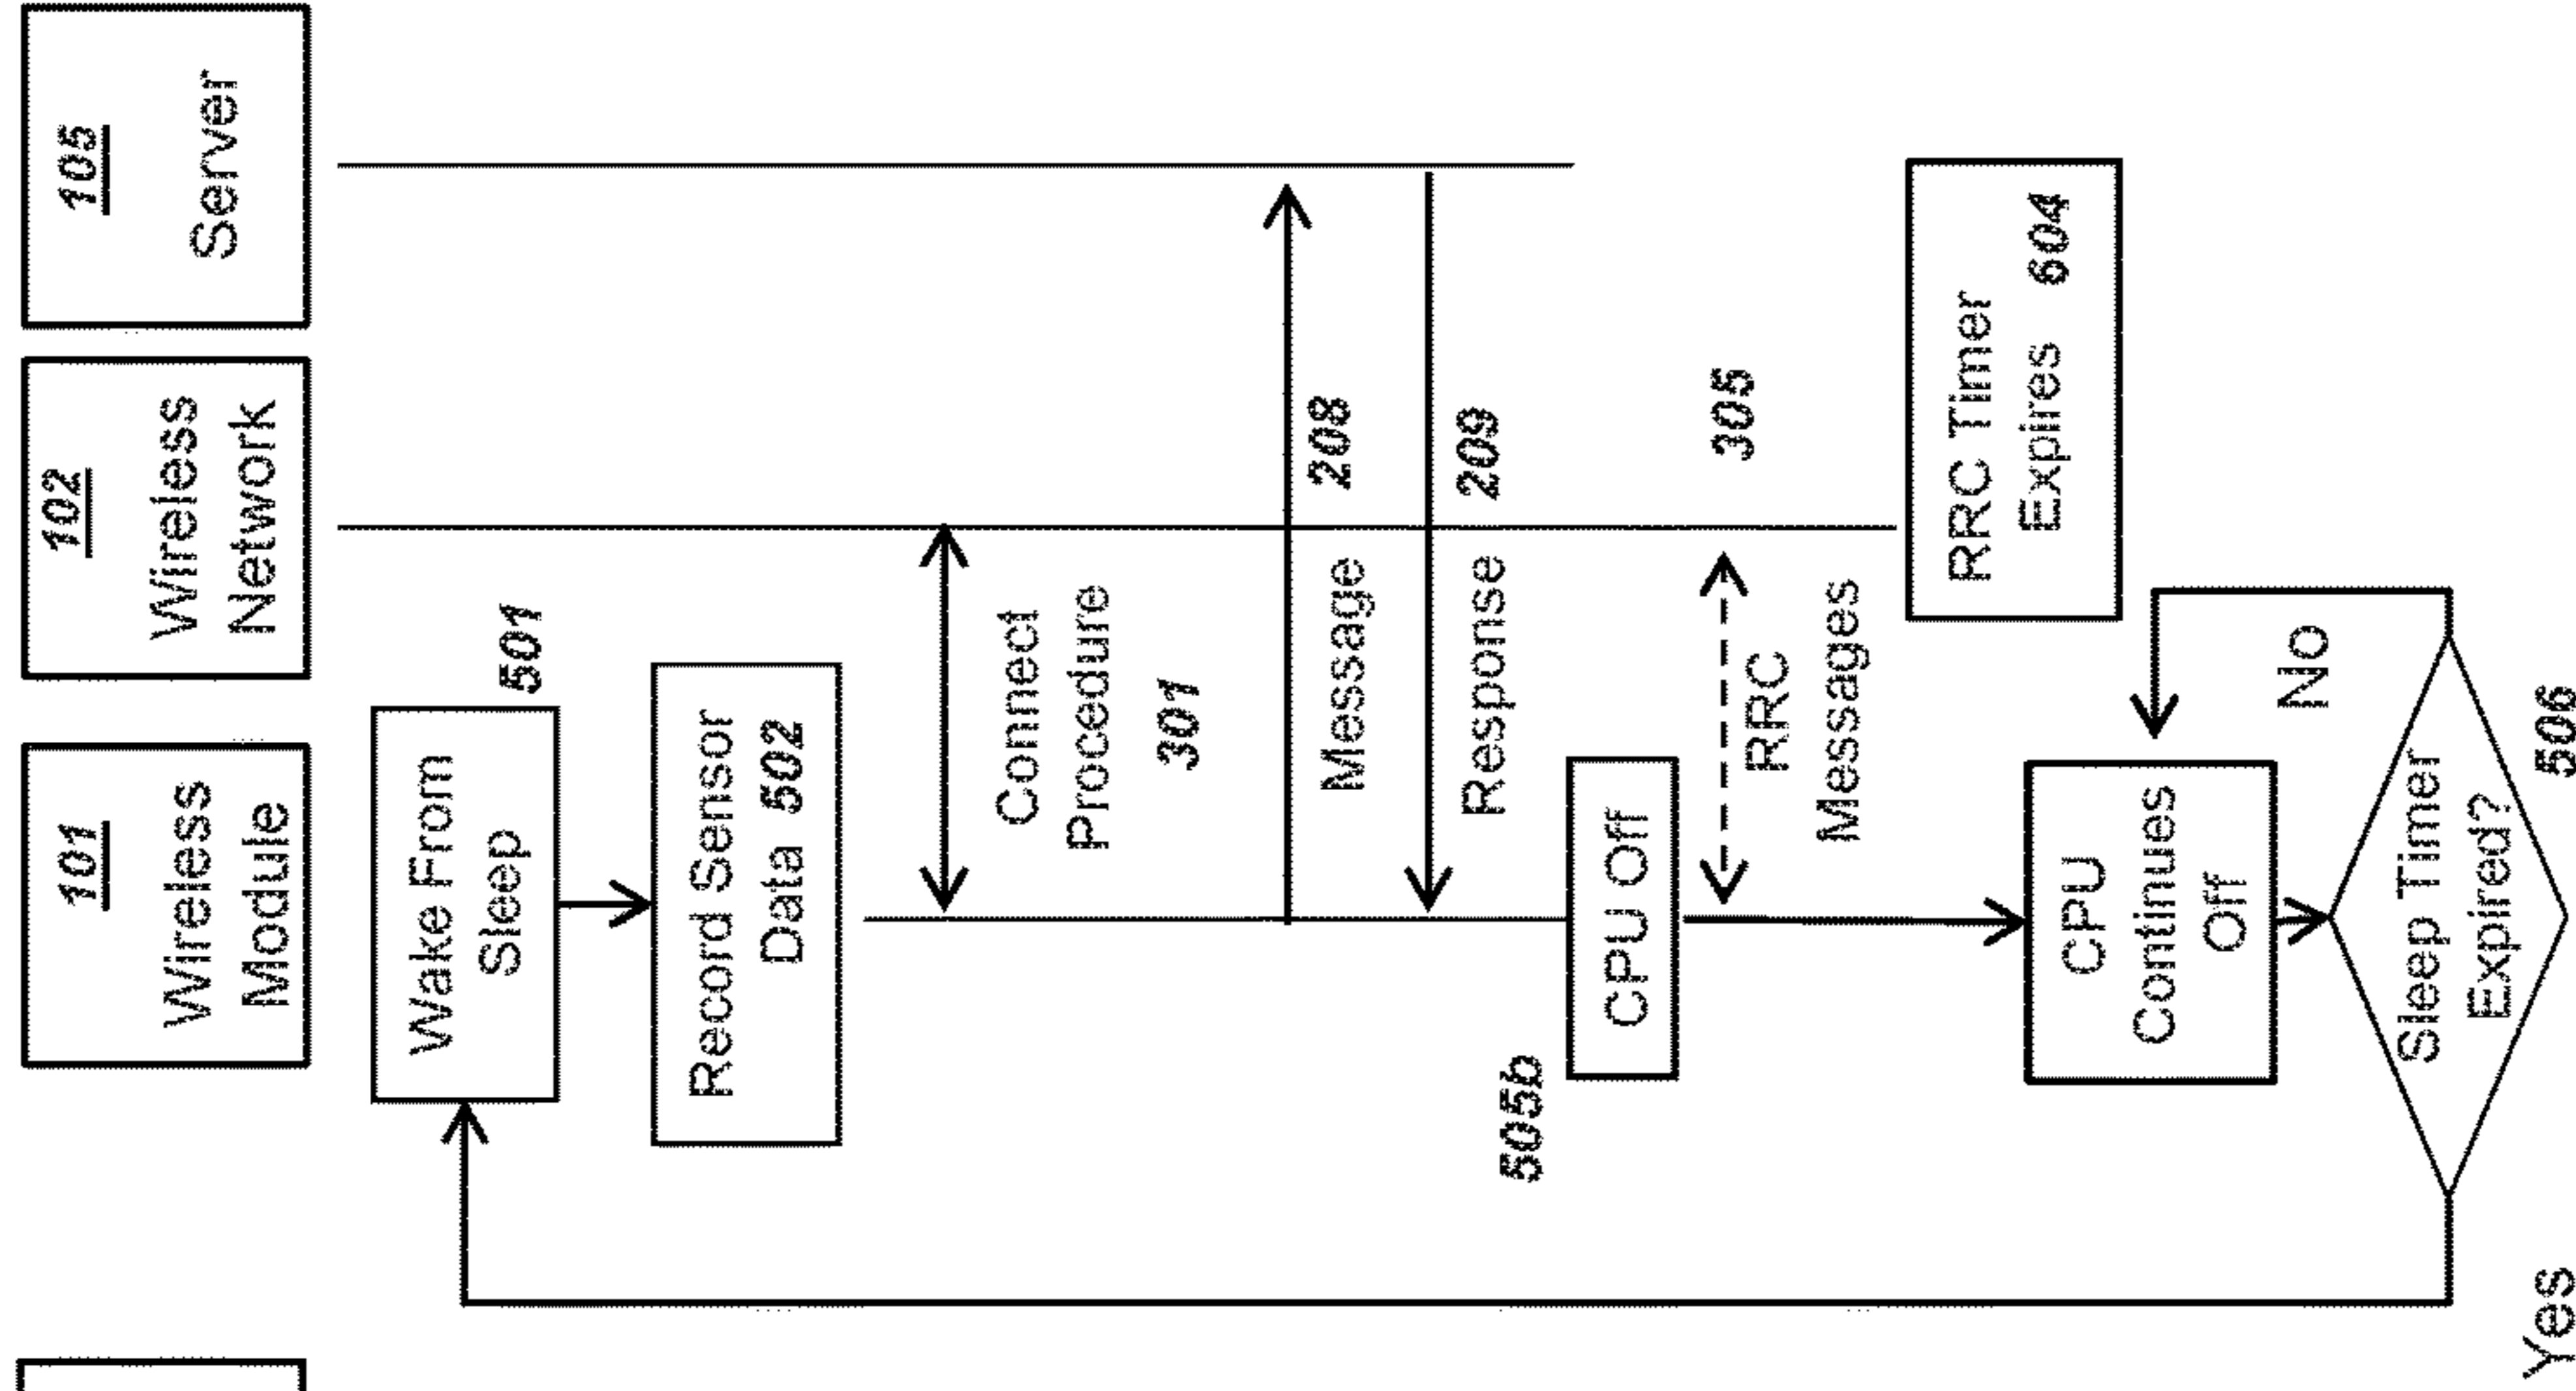 101
Wireless
Module
102
Wireless
Network
105
Server
Wake From
Sleep
501
Record Sensor
Data 502
Connect
Procedure
301
Message
208
Response
209
505b
CPU Off
RRC
Messages
305
RRC Timer
Expires 604
CPU
Continues
Off
No
Sleep Timer
Expired?
506
Yes